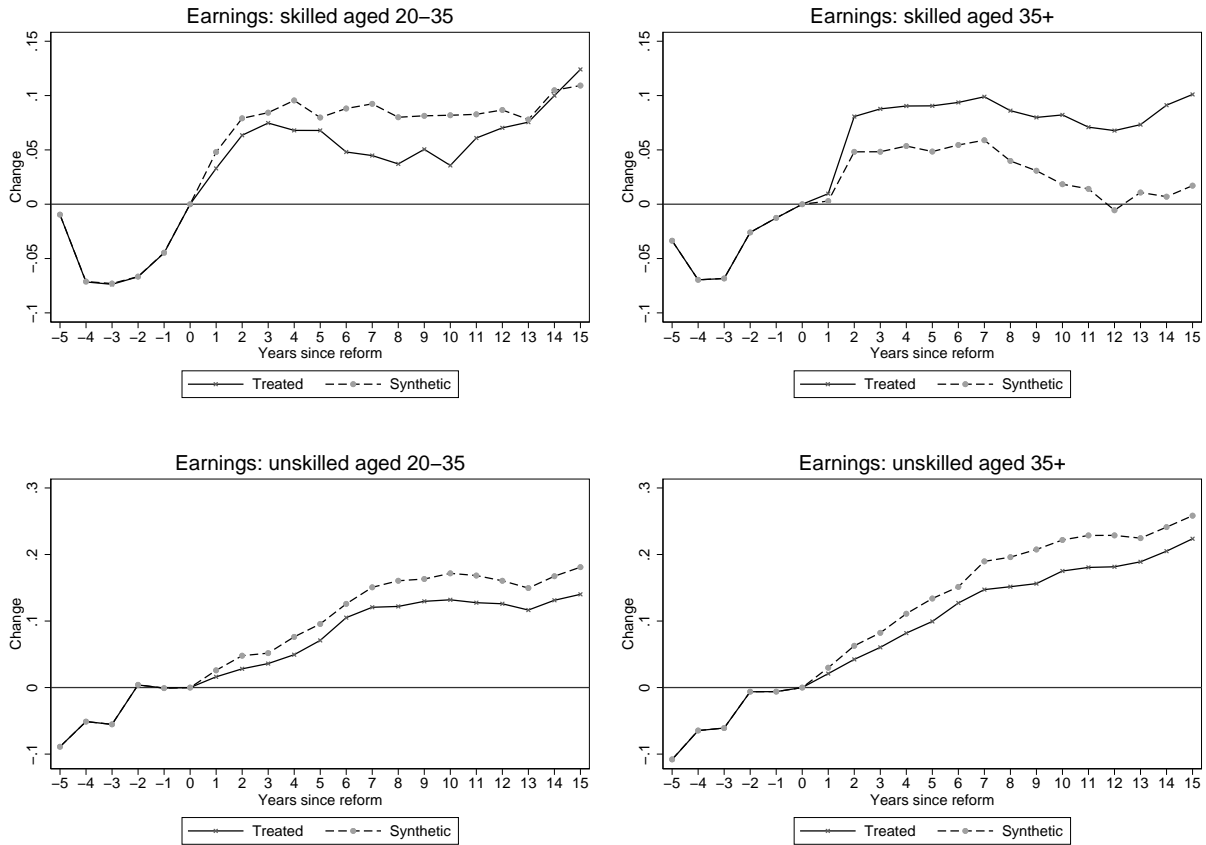 Earnings: skilled aged 20−35
.15
.1
.05
0
−.05
−.1
Change
−5 −4 −3 −2 −1 0 1 2 3 4 5 6 7 8 9 10 11 12 13 14 15
Years since reform
Treated Synthetic
Earnings: skilled aged 35+
.15
.1
.05
0
−.05
−.1
Change
−5 −4 −3 −2 −1 0 1 2 3 4 5 6 7 8 9 10 11 12 13 14 15
Years since reform
Treated Synthetic
Earnings: unskilled aged 20−35
.3
.2
.1
0
−.1
Change
−5 −4 −3 −2 −1 0 1 2 3 4 5 6 7 8 9 10 11 12 13 14 15
Years since reform
Treated Synthetic
Earnings: unskilled aged 35+
.3
.2
.1
0
−.1
Change
−5 −4 −3 −2 −1 0 1 2 3 4 5 6 7 8 9 10 11 12 13 14 15
Years since reform
Treated Synthetic